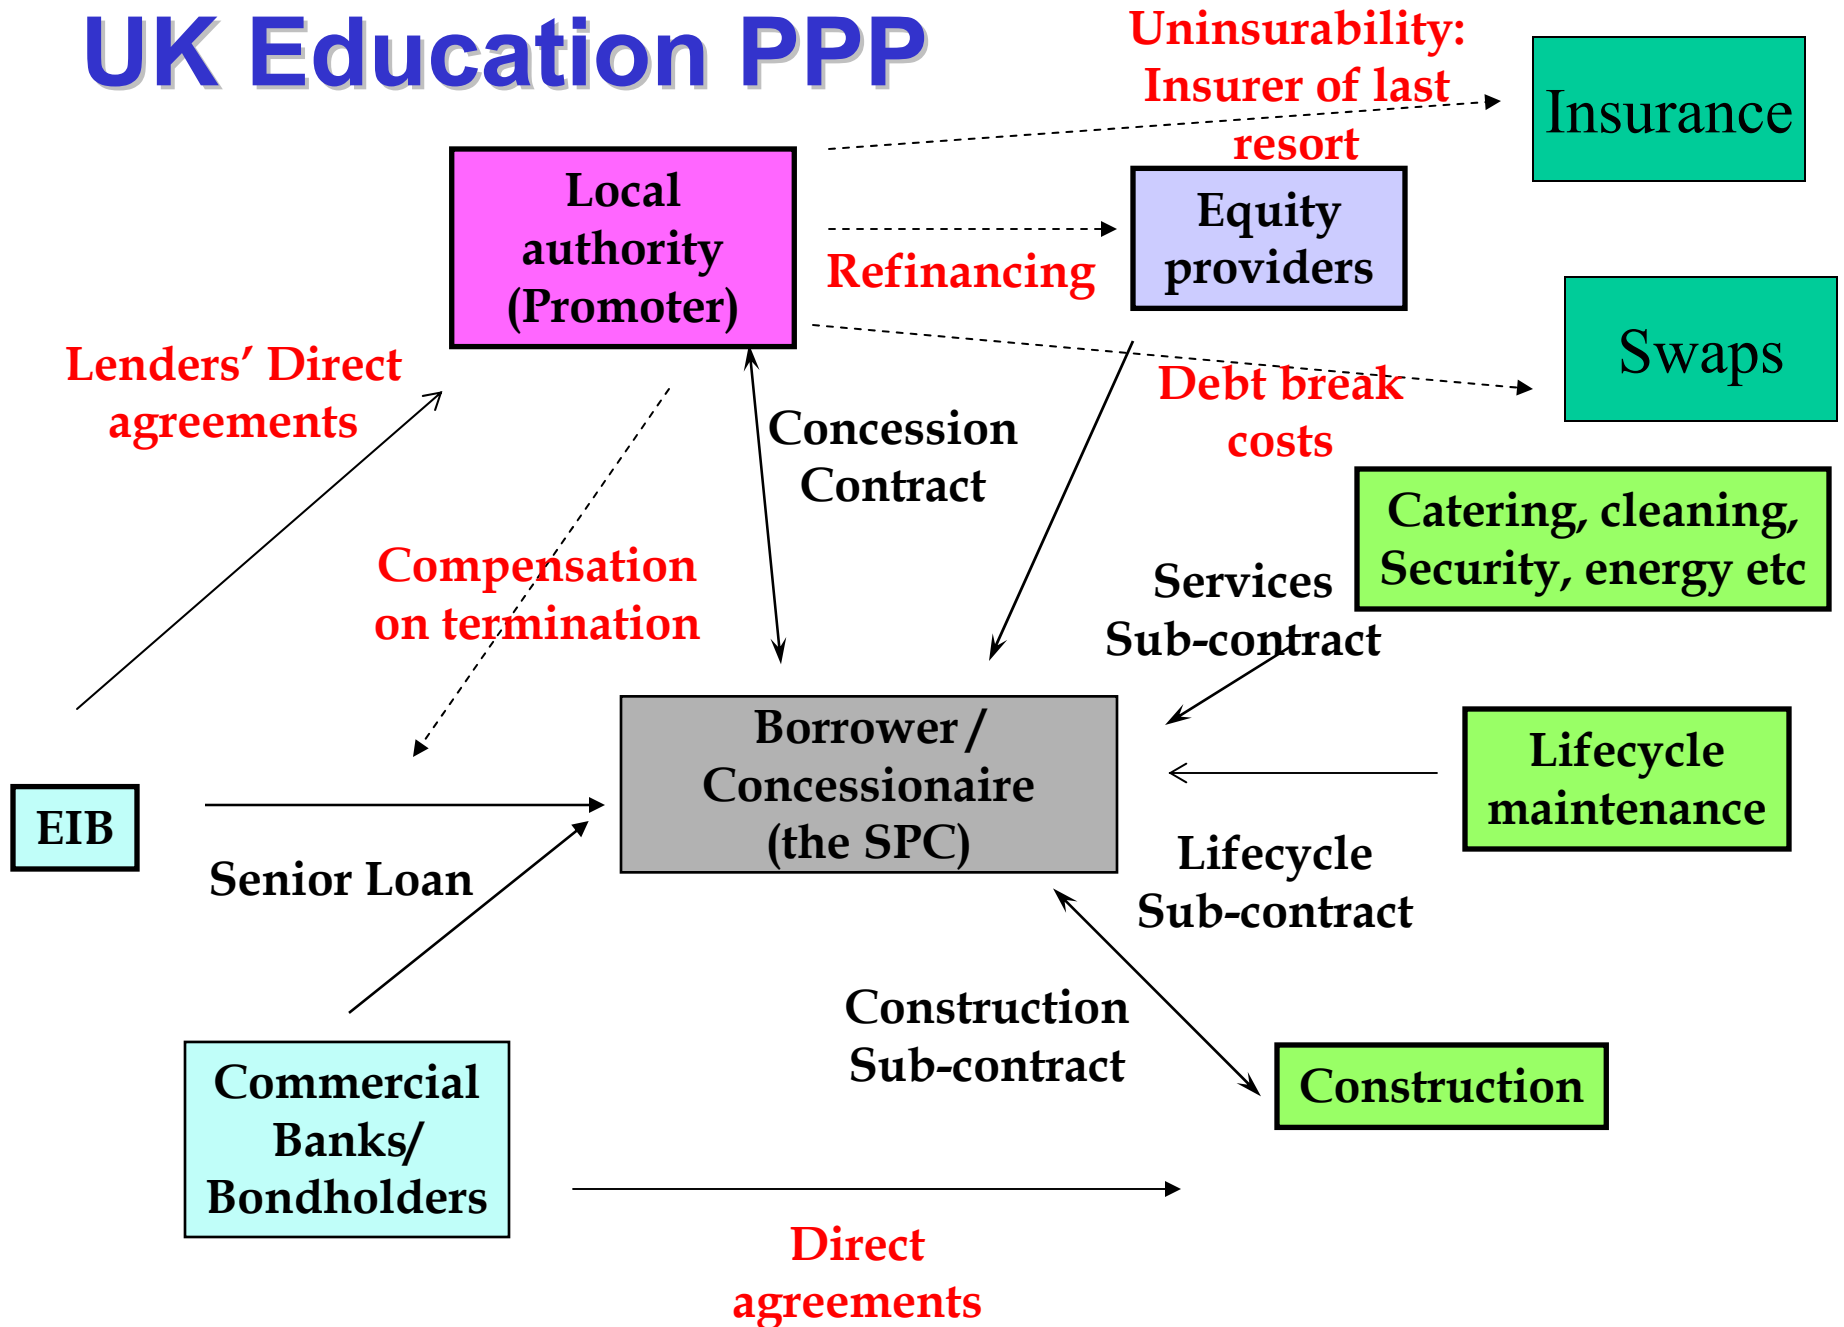 UK Education PPP
Uninsurability:
Insurer of last
resort
Insurance
Local
authority
(Promoter)
Equity
providers
Refinancing
Swaps
Lenders’ Direct
agreements
Debt break
costs
Concession
Contract
Catering, cleaning,
Security, energy etc
Compensation
on termination
Services
Sub-contract
Borrower /
Concessionaire
(the SPC)
Lifecycle
maintenance
EIB
Senior Loan
Lifecycle
Sub-contract
Construction
Sub-contract
Construction
Commercial
Banks/
Bondholders
Direct
agreements